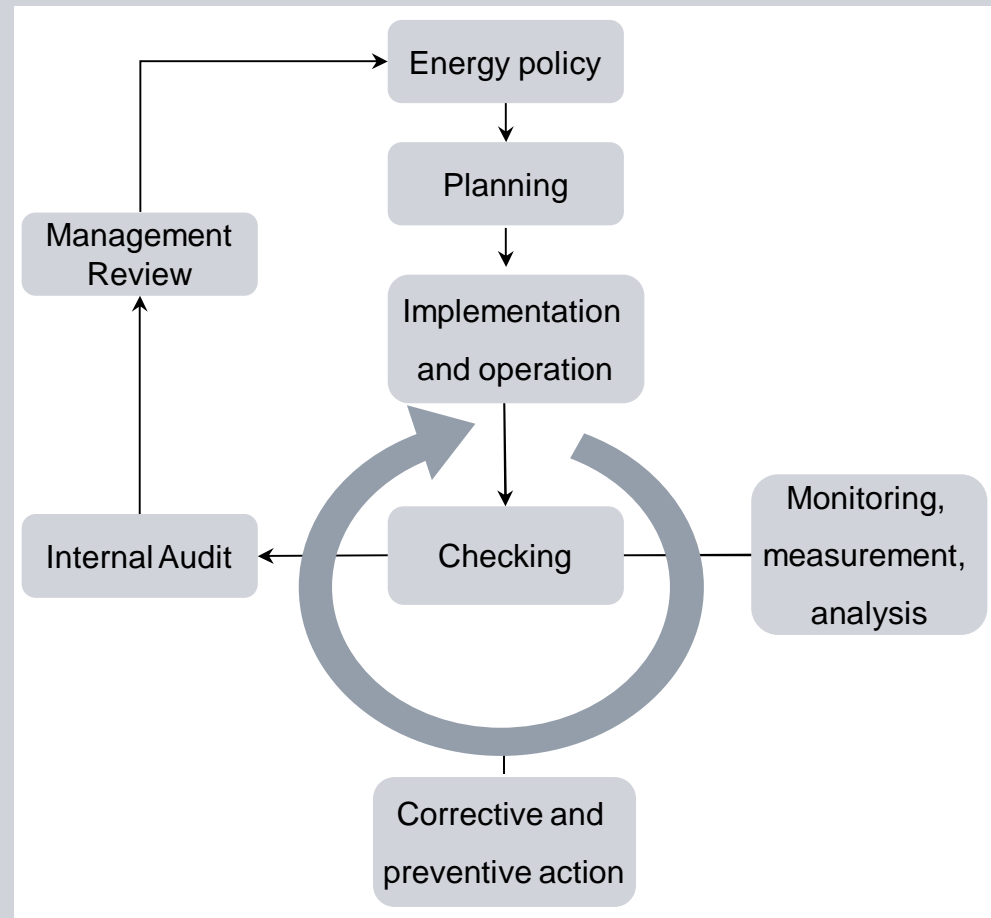 Energy policy
Planning
Management
Review
Implementation
and operation
Monitoring,
measurement,
analysis
Internal Audit
Checking
Corrective and
preventive action